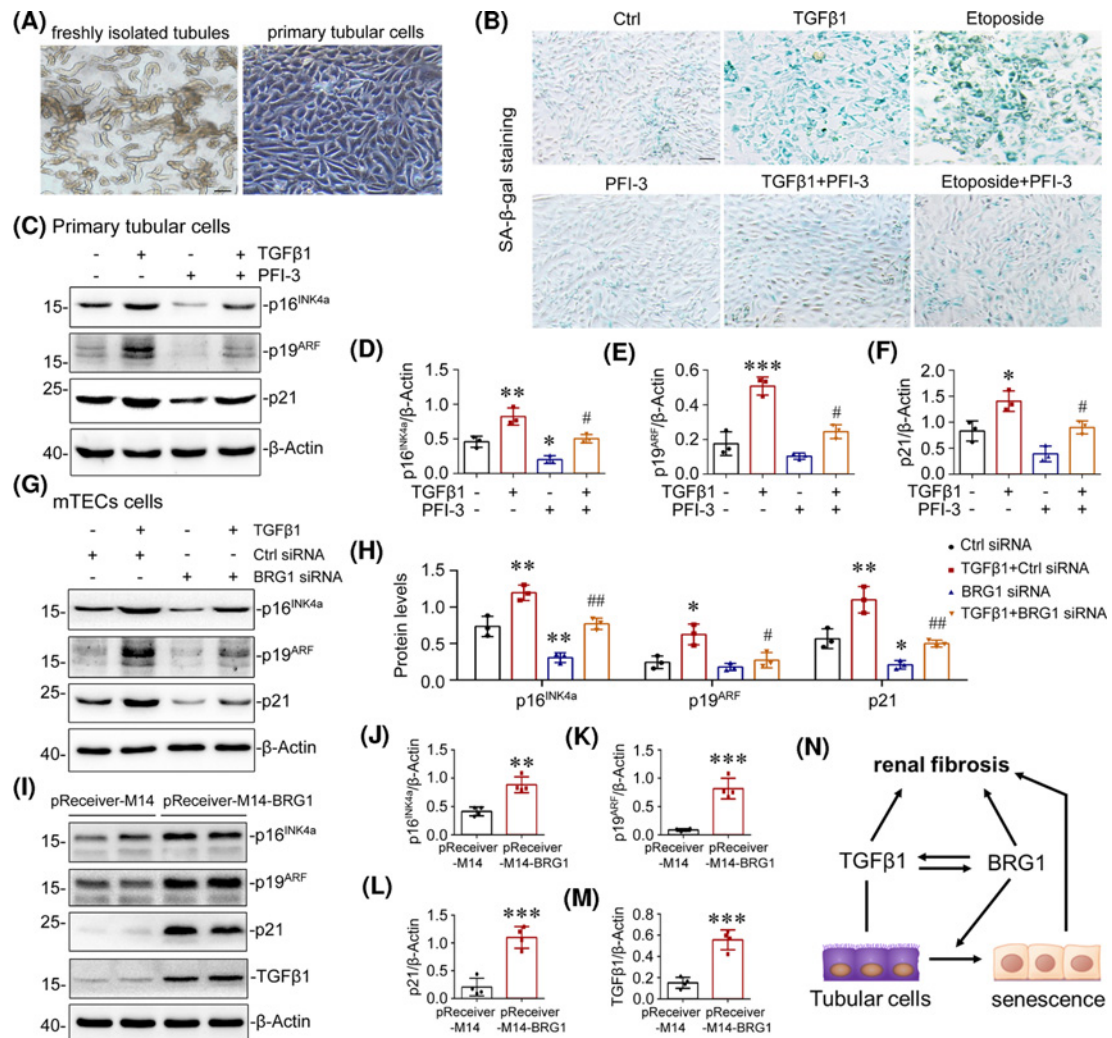 (A)
freshly isolated tubules primary tubular cells
(B)
Ctrl TGFβ1 Etoposide
SA-β-gal staining
PFI-3 TGFβ1+PFI-3 Etoposide+PFI-3
(C) Primary tubular cells
- + - + TGFβ1
- - + + PFI-3
15- -p16INK4a
15- -p19ARF
25- -p21
40- -β-Actin
(D)
p16INK4a/β-Actin
1.5
1.0
0.5
0.0
** * #
TGFβ1 - + - +
PFI-3 - - + +
(E)
p19ARF/β-Actin
0.6
0.4
0.2
0.0
*** #
TGFβ1 - + - +
PFI-3 - - + +
(F)
p21/β-Actin
2.0
1.5
1.0
0.5
0.0
* #
TGFβ1 - + - +
PFI-3 - - + +
(G) mTECs cells
- + - + TGFβ1
+ + - - Ctrl siRNA
- - + + BRG1 siRNA
15- -p16INK4a
15- -p19ARF
25- -p21
40- -β-Actin
(H)
Protein levels
1.5
1.0
0.5
0.0
** ** ## * # ** * ##
p16INK4a p19ARF p21
Ctrl siRNA
TGFβ1+Ctrl siRNA
BRG1 siRNA
TGFβ1+BRG1 siRNA
(I)
pReceiver-M14 pReceiver-M14-BRG1
15- -p16INK4a
15- -p19ARF
25- -p21
-TGFβ1
40-
40- -β-Actin
(J)
p16INK4a/β-Actin
1.5
1.0
0.5
0.0
**
pReceiver pReceiver
-M14 -M14-BRG1
(K)
p19ARF/β-Actin
1.5
1.0
0.5
0.0
***
pReceiver pReceiver
-M14 -M14-BRG1
(L)
p21/β-Actin
1.5
1.0
0.5
0.0
***
pReceiver pReceiver
-M14 -M14-BRG1
(M)
TGFβ1/β-Actin
0.8
0.6
0.4
0.2
0.0
***
pReceiver pReceiver
-M14 -M14-BRG1
(N)
renal fibrosis
TGFβ1 BRG1
Tubular cells senescence